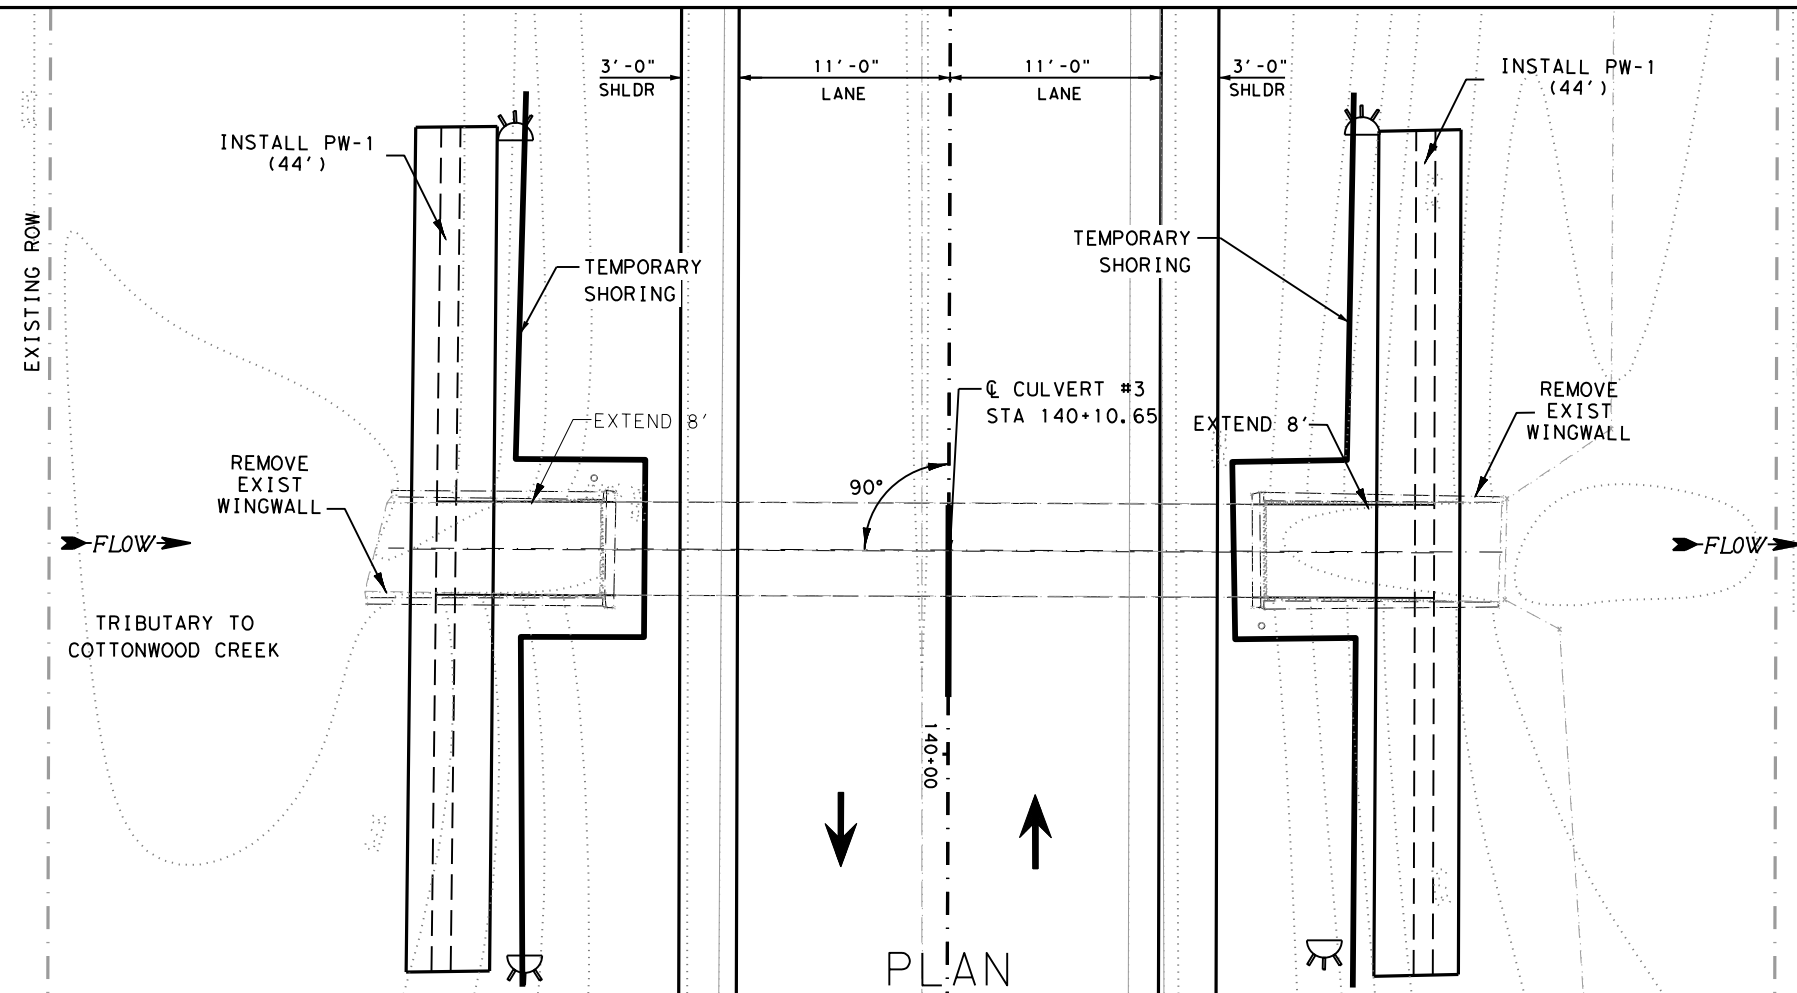 3'-0"
SHLDR
11'-0"
LANE
11'-0"
LANE
3'-0"
SHLDR
INSTALL PW-1
(44')
INSTALL PW-1
(44')
EXISTING ROW
TEMPORARY
SHORING
TEMPORARY
SHORING
℄ CULVERT #3
STA 140+10.65
EXTEND 8'
EXTEND 8'
REMOVE
EXIST
WINGWALL
REMOVE
EXIST
WINGWALL
90°
FLOW
FLOW
TRIBUTARY TO
COTTONWOOD CREEK
140+00
PLAN